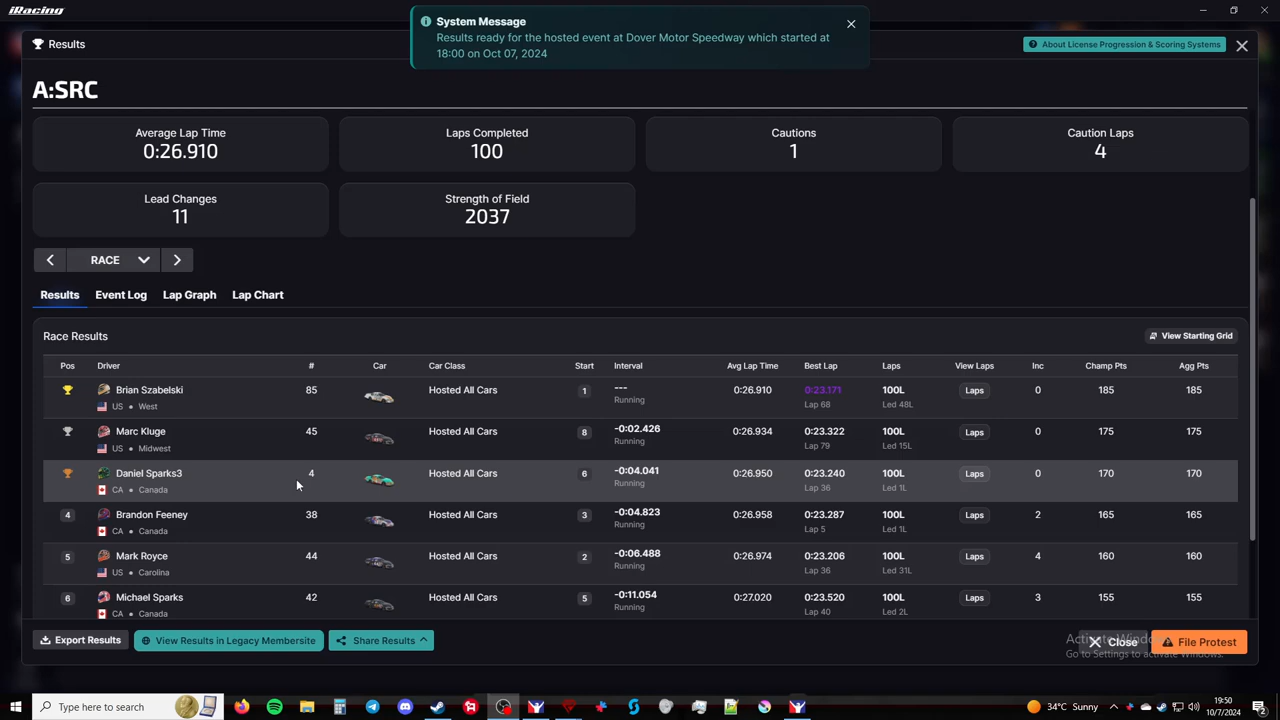 iRacing
System Message
Results ready for the hosted event at Dover Motor Speedway which started at
18:00 on Oct 07, 2024
Results
About License Progression & Scoring Systems
A:SRC
Average Lap Time
0:26.910
Laps Completed
100
Cautions
1
Caution Laps
4
Lead Changes
11
Strength of Field
2037
RACE
Results Event Log Lap Graph Lap Chart
Race Results
View Starting Grid
Pos Driver # Car Car Class Start Interval Avg Lap Time Best Lap Laps View Laps Inc Champ Pts Agg Pts
Brian Szabelski 85 Hosted All Cars 1 --- 0:26.910 0:23.171 100L Laps 0 185 185
US • West Running Lap 68 Led 48L
Marc Kluge 45 Hosted All Cars 8 -0:02.426 0:26.934 0:23.322 100L Laps 0 175 175
US • Midwest Running Lap 79 Led 15L
Daniel Sparks3 4 Hosted All Cars 6 -0:04.041 0:26.950 0:23.240 100L Laps 0 170 170
CA • Canada Running Lap 36 Led 1L
4 Brandon Feeney 38 Hosted All Cars 3 -0:04.823 0:26.958 0:23.287 100L Laps 2 165 165
CA • Canada Running Lap 5 Led 1L
5 Mark Royce 44 Hosted All Cars 2 -0:06.488 0:26.974 0:23.206 100L Laps 4 160 160
US • Carolina Running Lap 36 Led 31L
6 Michael Sparks 42 Hosted All Cars 5 -0:11.054 0:27.020 0:23.520 100L Laps 3 155 155
CA • Canada Running Lap 40 Led 2L
Export Results
View Results in Legacy Membersite
Share Results
Close
File Protest
Activate Windo
Go to Settings to activate Windows.
Type here to search
34°C Sunny
19:50
10/7/2024
2